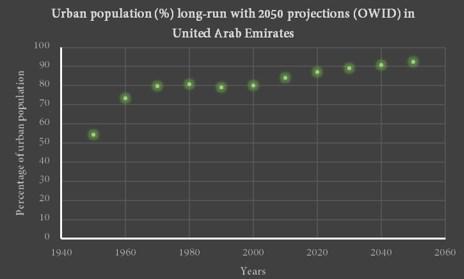 Urban population (%) long-run with 2050 projections (OWID) in
United Arab Emirates
100
90
80
70
60
50
40
30
20
10
0
Percentage of urban population
1940 1960 1980 2000 2020 2040 2060
Years